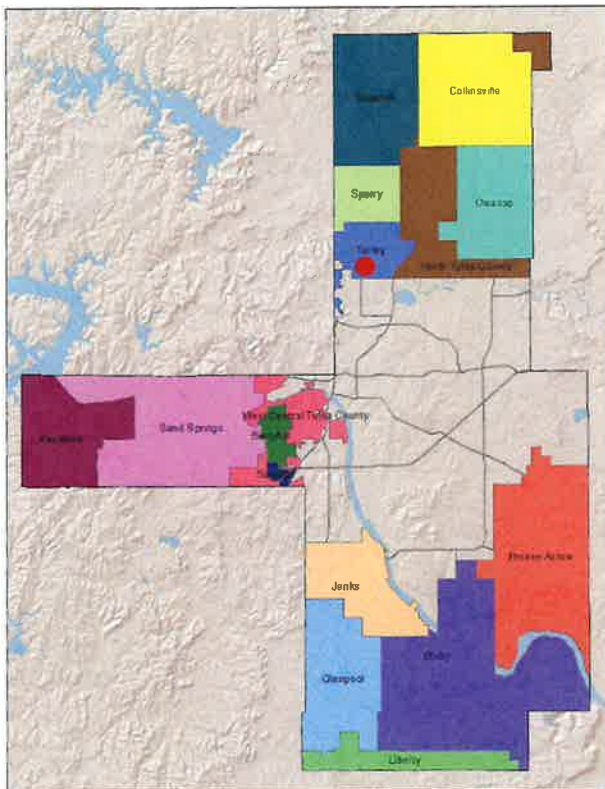 Collinsville
Sperry
Owasso
Turley
North Tulsa County
West Central Tulsa County
Sand Springs
Keystone
Berryhill
Broken Arrow
Jenks
Bixby
Glenpool
Liberty